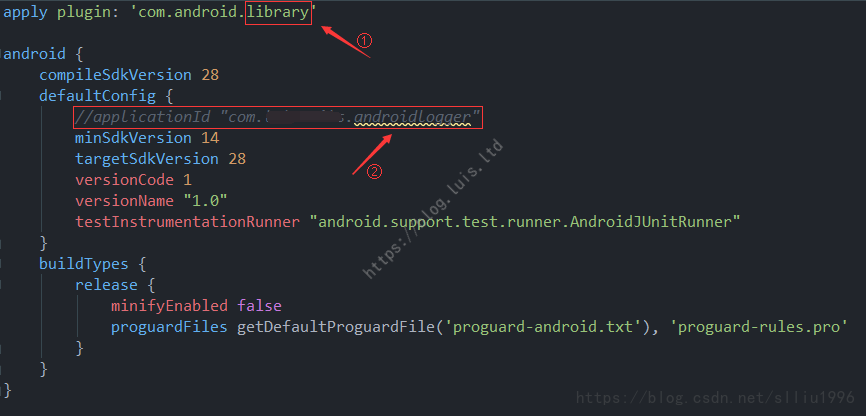 apply plugin: 'com.android.library'
①
android {
compileSdkVersion 28
defaultConfig {
//applicationId "com. s.androidlogger"
minSdkVersion 14
②
targetSdkVersion 28
versionCode 1
versionName "1.0"
testInstrumentationRunner "android.support.test.runner.AndroidJUnitRunner"
}
https://blog.luis.ltd
buildTypes {
release {
minifyEnabled false
proguardFiles getDefaultProguardFile('proguard-android.txt'), 'proguard-rules.pro'
}
}
}
https://blog.csdn.net/slliu1996